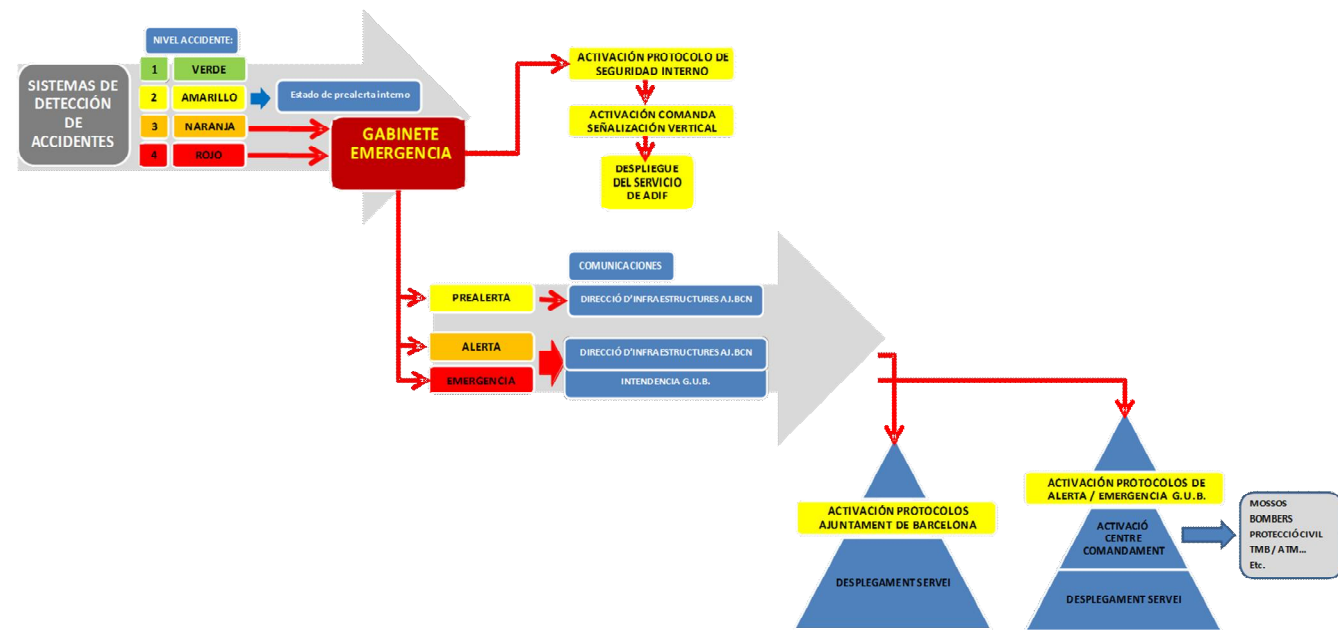 NIVEL ACCIDENTE:
SISTEMAS DE
DETECCIÓN
DE
ACCIDENTES
1 VERDE
2 AMARILLO
3 NARANJA
4 ROJO
Estado de prealerta interno
GABINETE
EMERGENCIA
ACTIVACIÓN PROTOCOLO DE
SEGURIDAD INTERNO
ACTIVACIÓN COMANDA
SEÑALIZACIÓN VERTICAL
DESPLIEGUE
DEL SERVICIO
DE ADIF
COMUNICACIONES
PREALERTA
DIRECCIÓ D'INFRAESTRUCTURES AJ.BCN
ALERTA
DIRECCIÓ D'INFRAESTRUCTURES AJ.BCN
EMERGENCIA
INTENDENCIA G.U.B.
ACTIVACIÓN PROTOCOLOS
AJUNTAMENT DE BARCELONA
DESPLEGAMENT SERVEI
ACTIVACIÓN PROTOCOLOS DE
ALERTA / EMERGENCIA G.U.B.
ACTIVACIÓ
CENTRE
COMANDAMENT
DESPLEGAMENT SERVEI
MOSSOS
BOMBERS
PROTECCIÓ CIVIL
TMB / ATM...
Etc.